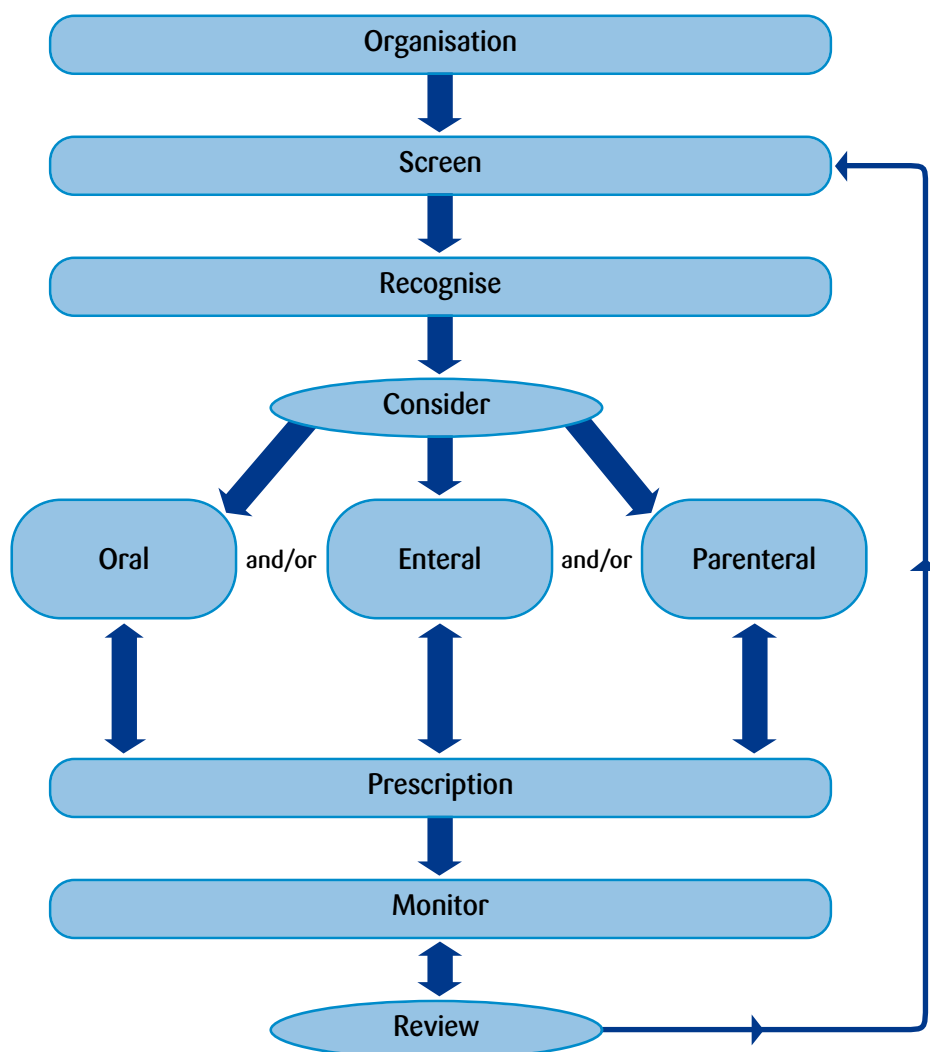 Organisation
Screen
Recognise
Consider
Oral and/or Enteral and/or Parenteral
Prescription
Monitor
Review